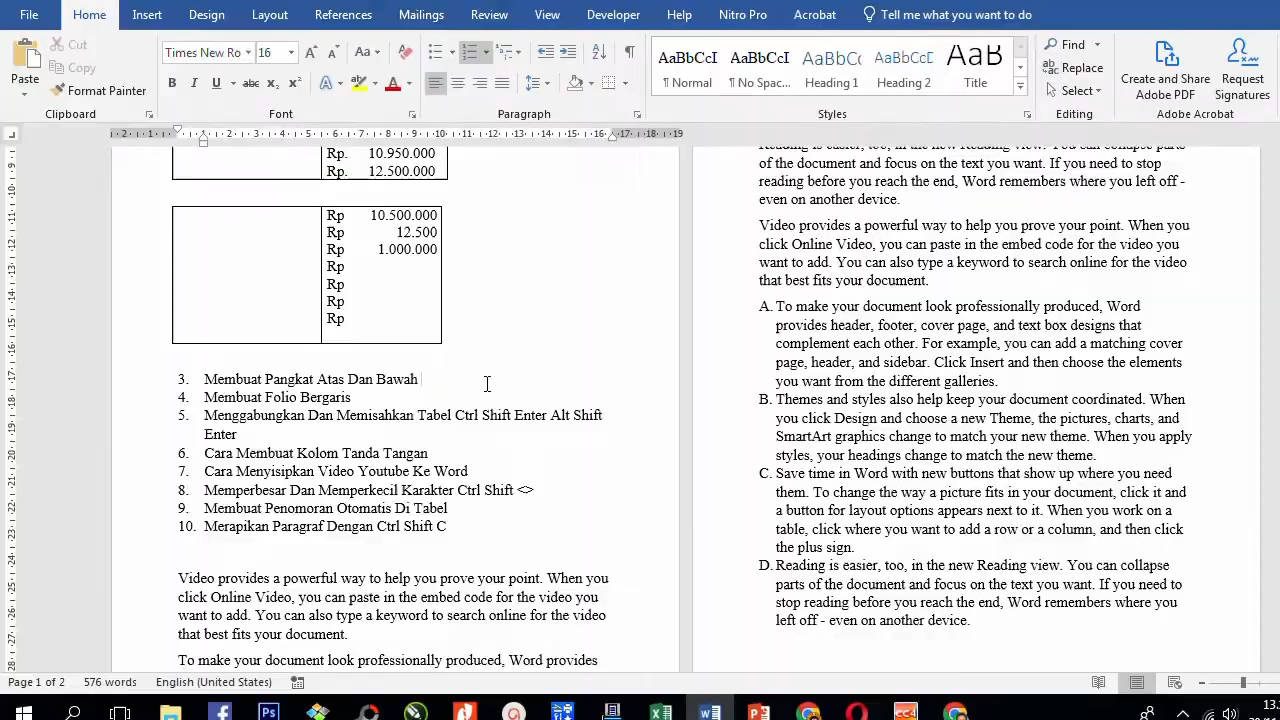 File Home Insert Design Layout References Mailings Review View Developer Help Nitro Pro Acrobat Tell me what you want to do
Paste
Cut
Copy
Format Painter
Clipboard
Times New Ro 16
Font
Paragraph
AaBbCcI AaBbCcI AaBbCc AaBbCcD AaB
¶ Normal ¶ No Spac... Heading 1 Heading 2 Title
Styles
Find
Replace
Select
Editing
Create and Share Adobe PDF
Request Signatures
Adobe Acrobat
Rp. 10.950.000
Rp. 12.500.000
Rp 10.500.000
Rp 12.500
Rp 1.000.000
Rp
Rp
Rp
Rp
3. Membuat Pangkat Atas Dan Bawah
4. Membuat Folio Bergaris
5. Menggabungkan Dan Memisahkan Tabel Ctrl Shift Enter Alt Shift
Enter
6. Cara Membuat Kolom Tanda Tangan
7. Cara Menyisipkan Video Youtube Ke Word
8. Memperbesar Dan Memperkecil Karakter Ctrl Shift <>
9. Membuat Penomoran Otomatis Di Tabel
10. Merapikan Paragraf Dengan Ctrl Shift C
Video provides a powerful way to help you prove your point. When you
click Online Video, you can paste in the embed code for the video you
want to add. You can also type a keyword to search online for the video
that best fits your document.
To make your document look professionally produced, Word provides
Reading is easier, too, in the new Reading view. You can collapse parts
of the document and focus on the text you want. If you need to stop
reading before you reach the end, Word remembers where you left off -
even on another device.
Video provides a powerful way to help you prove your point. When you
click Online Video, you can paste in the embed code for the video you
want to add. You can also type a keyword to search online for the video
that best fits your document.
A. To make your document look professionally produced, Word
provides header, footer, cover page, and text box designs that
complement each other. For example, you can add a matching cover
page, header, and sidebar. Click Insert and then choose the elements
you want from the different galleries.
B. Themes and styles also help keep your document coordinated. When
you click Design and choose a new Theme, the pictures, charts, and
SmartArt graphics change to match your new theme. When you apply
styles, your headings change to match the new theme.
C. Save time in Word with new buttons that show up where you need
them. To change the way a picture fits in your document, click it and
a button for layout options appears next to it. When you work on a
table, click where you want to add a row or a column, and then click
the plus sign.
D. Reading is easier, too, in the new Reading view. You can collapse
parts of the document and focus on the text you want. If you need to
stop reading before you reach the end, Word remembers where you
left off - even on another device.
Page 1 of 2 576 words English (United States)